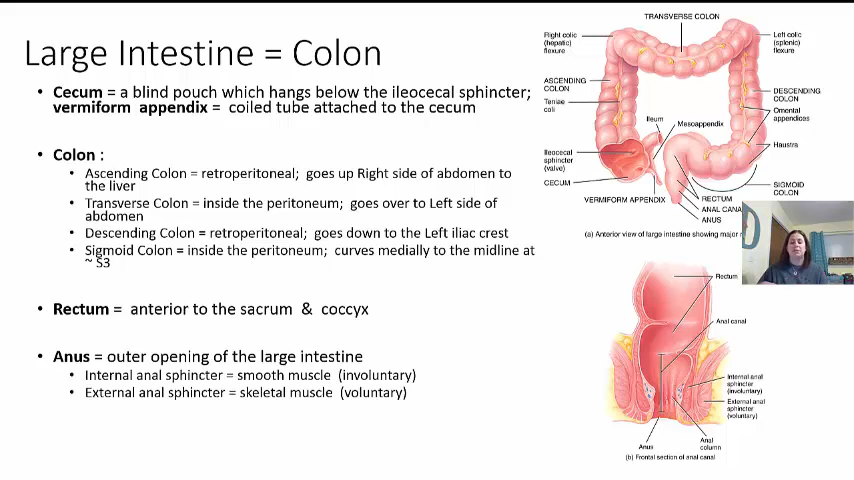 Large Intestine = Colon
• Cecum = a blind pouch which hangs below the ileocecal sphincter;
vermiform appendix = coiled tube attached to the cecum
• Colon :
• Ascending Colon = retroperitoneal; goes up Right side of abdomen to
the liver
• Transverse Colon = inside the peritoneum; goes over to Left side of
abdomen
• Descending Colon = retroperitoneal; goes down to the Left iliac crest
• Sigmoid Colon = inside the peritoneum; curves medially to the midline at
~ S3
• Rectum = anterior to the sacrum & coccyx
• Anus = outer opening of the large intestine
• Internal anal sphincter = smooth muscle (involuntary)
• External anal sphincter = skeletal muscle (voluntary)
TRANSVERSE COLON
Right colic
(hepatic)
flexure
Left colic
(splenic)
flexure
ASCENDING
COLON
Teniae
coli
DESCENDING
COLON
Omental
appendices
Ileum
Mesoappendix
Haustra
Ileocecal
sphincter
(valve)
CECUM
SIGMOID
COLON
VERMIFORM APPENDIX
RECTUM
ANAL CANA
ANUS
(a) Anterior view of large intestine showing major
Rectum
Anal canal
Internal anal
sphincter
(involuntary)
External anal
sphincter
(voluntary)
Anus
Anal
column
(b) Frontal section of anal canal